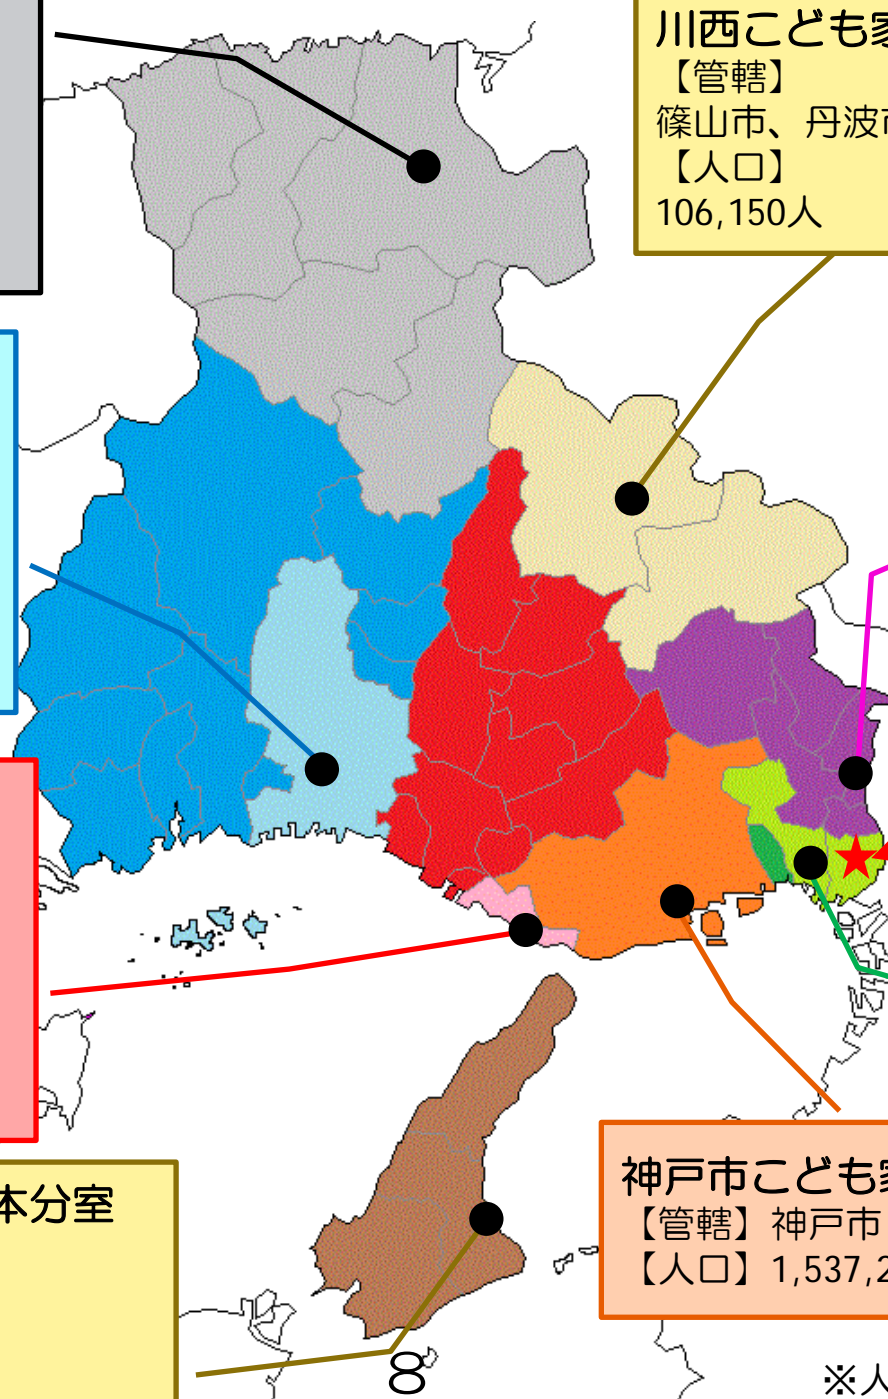 川西こども家
【管轄】
篠山市、丹波市
【人口】
106,150人
本分室
神戸市こども家
【管轄】神戸市
【人口】1,537,2
8
※人